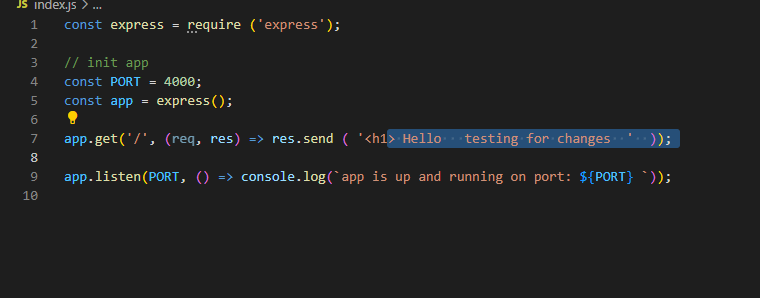 JS index.js > ...
1 const express = require ('express');
2
3 // init app
4 const PORT = 4000;
5 const app = express();
6
7 app.get('/', (req, res) => res.send ( '<h1> Hello   testing for changes  '  ));
8
9 app.listen(PORT, () => console.log(`app is up and running on port: ${PORT} `));
10